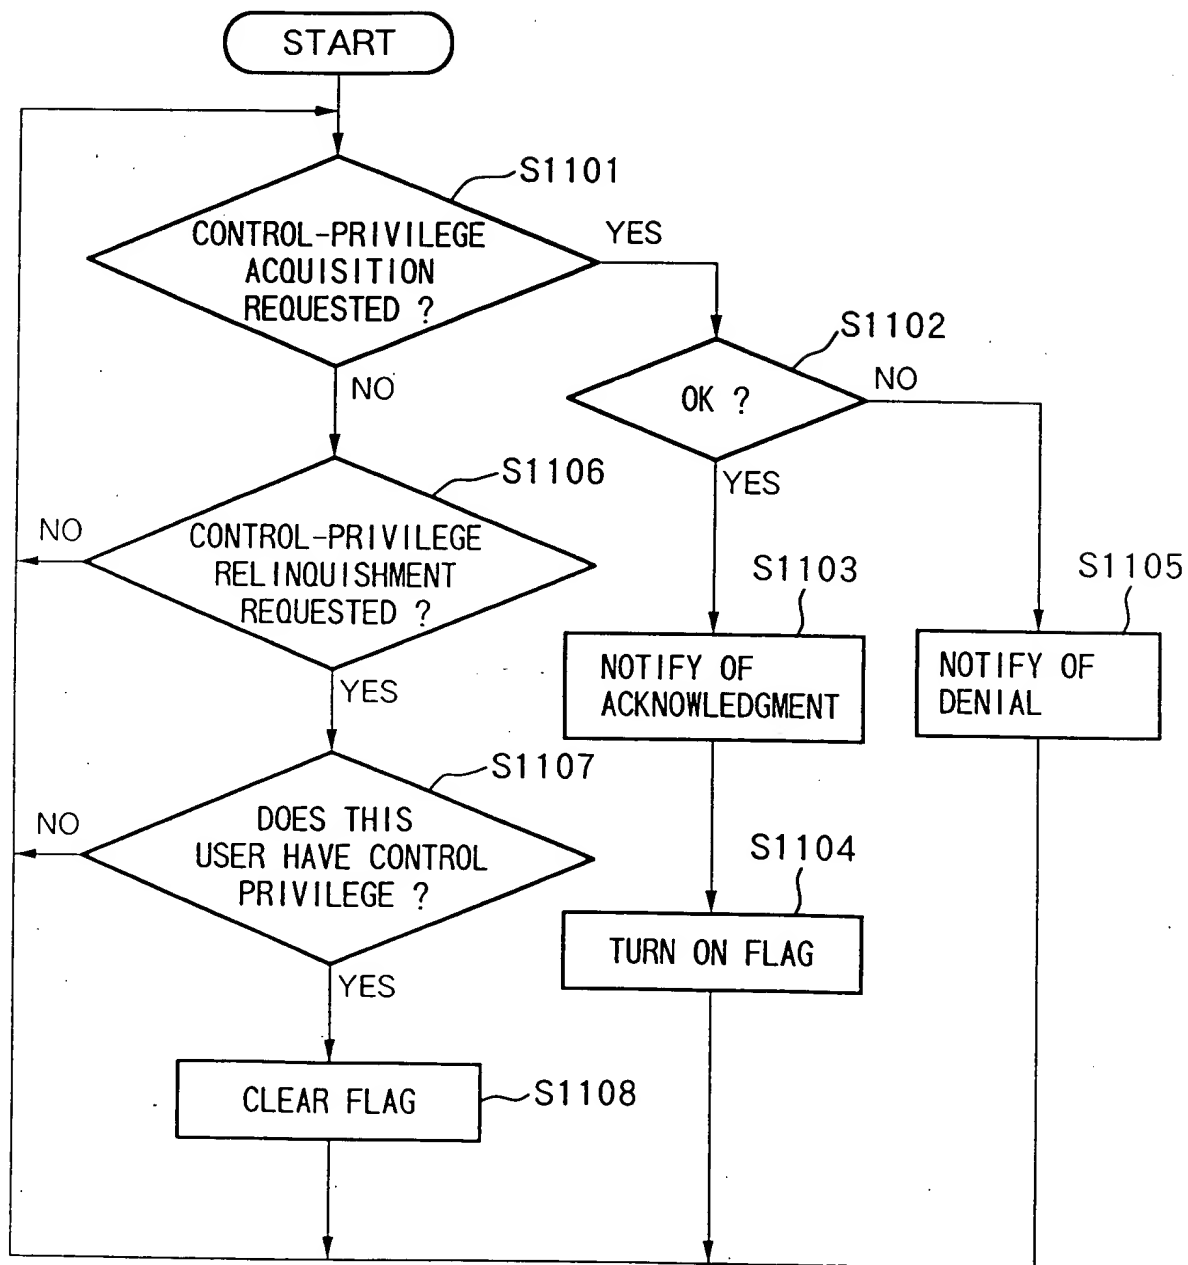 START
S1101
CONTROL-PRIVILEGE
ACQUISITION
REQUESTED ?
YES
NO
S1102
OK ?
NO
YES
S1106
CONTROL-PRIVILEGE
RELINQUISHMENT
REQUESTED ?
NO
YES
S1103
NOTIFY OF
ACKNOWLEDGMENT
S1105
NOTIFY OF
DENIAL
S1107
DOES THIS
USER HAVE CONTROL
PRIVILEGE ?
NO
YES
S1104
TURN ON FLAG
CLEAR FLAG
S1108